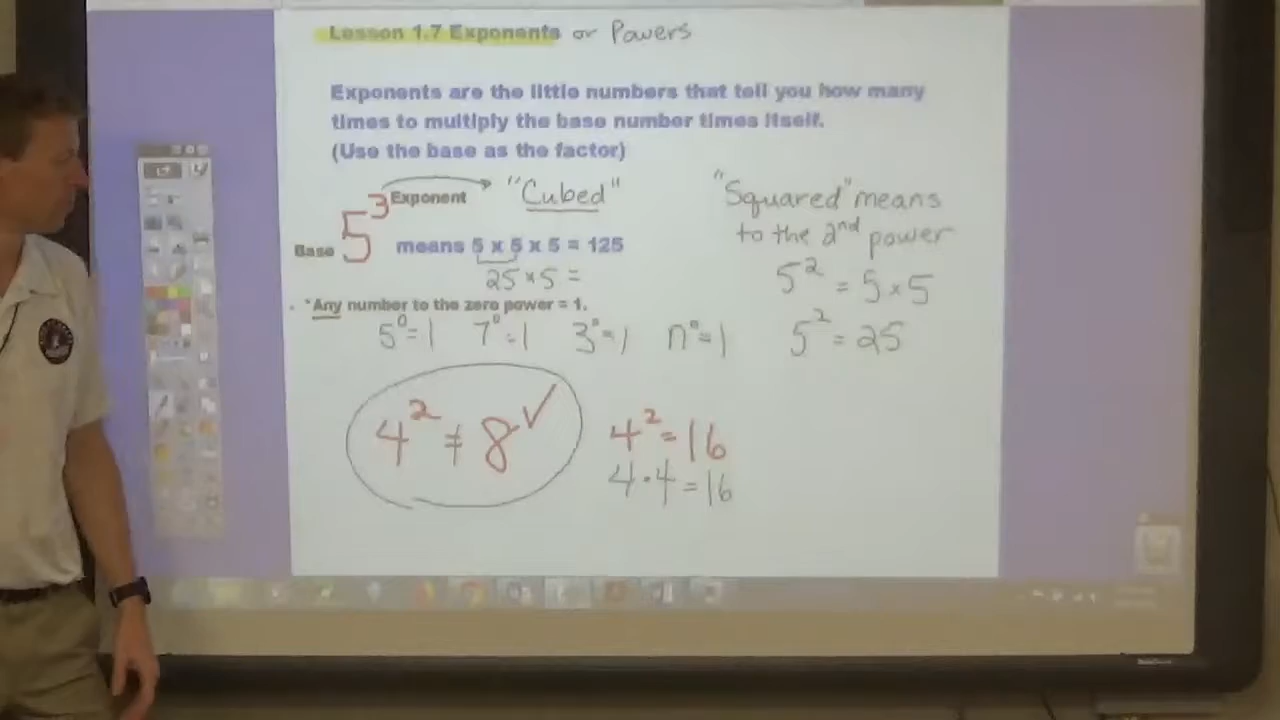 Lesson 1.7 Exponents or Powers
Exponents are the little numbers that tell you how many
times to multiply the base number times itself.
(Use the base as the factor)
5³ Exponent "Cubed"
Base means 5 x 5 x 5 = 125
25 × 5 =
*Any number to the zero power = 1.
5⁰=1 7⁰=1 3⁰=1 n⁰=1
"Squared" means
to the 2nd power
5² = 5 × 5
5² = 25
4² ≠ 8 ✓
4² = 16
4 · 4 = 16